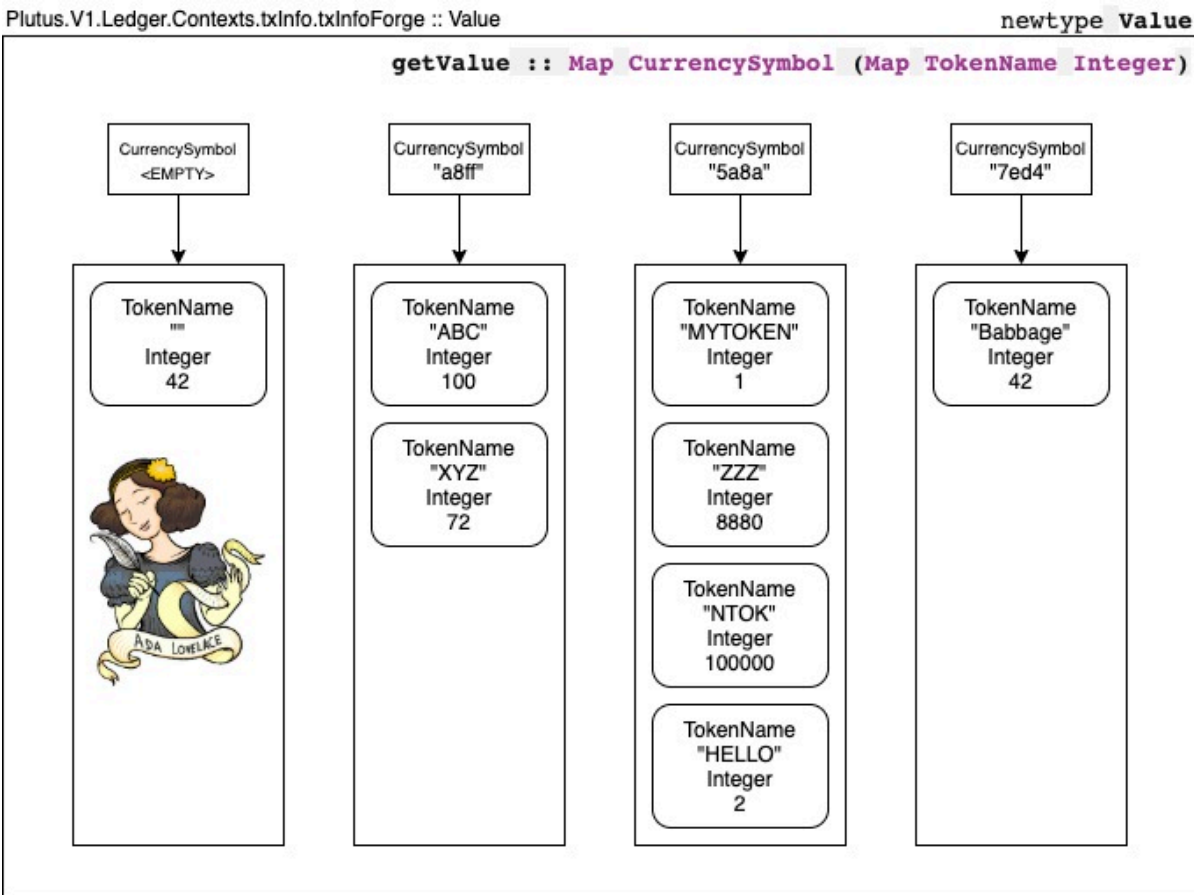 Plutus.V1.Ledger.Contexts.txInfo.txInfoForge :: Value
newtype Value
getValue :: Map CurrencySymbol (Map TokenName Integer)
CurrencySymbol
<EMPTY>
TokenName
""
Integer
42
ADA LOVELACE
CurrencySymbol
"a8ff"
TokenName
"ABC"
Integer
100
TokenName
"XYZ"
Integer
72
CurrencySymbol
"5a8a"
TokenName
"MYTOKEN"
Integer
1
TokenName
"ZZZ"
Integer
8880
TokenName
"NTOK"
Integer
100000
TokenName
"HELLO"
Integer
2
CurrencySymbol
"7ed4"
TokenName
"Babbage"
Integer
42